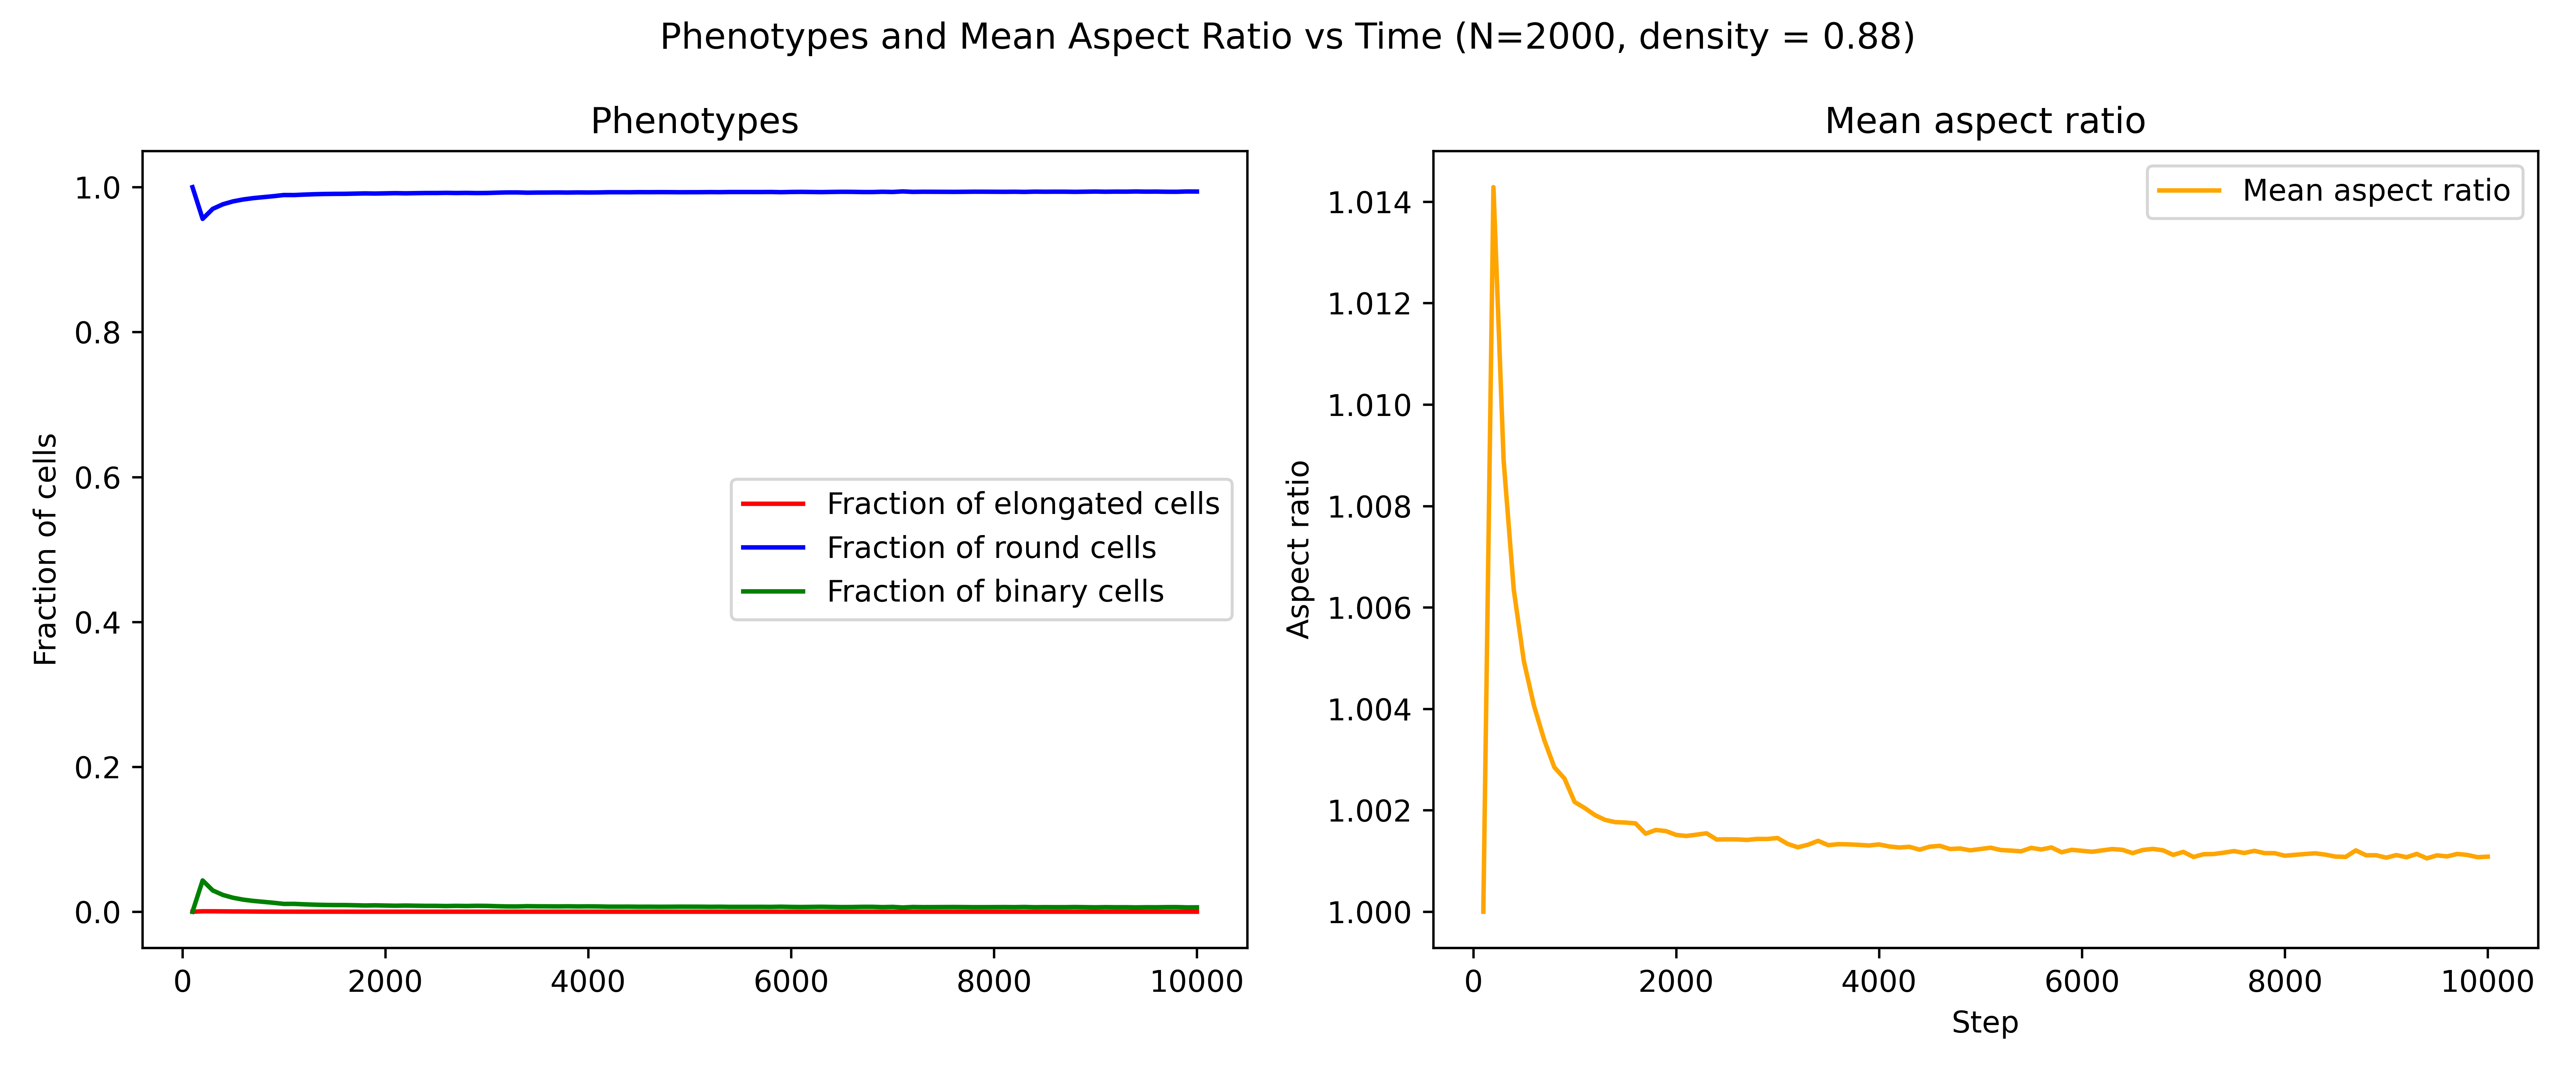 Phenotypes and Mean Aspect Ratio vs Time (N=2000, density = 0.88)
Phenotypes
Fraction of cells
1.0
0.8
0.6
0.4
0.2
0.0
Fraction of elongated cells
Fraction of round cells
Fraction of binary cells
0 2000 4000 6000 8000 10000
Mean aspect ratio
Aspect ratio
1.014
1.012
1.010
1.008
1.006
1.004
1.002
1.000
Mean aspect ratio
0 2000 4000 6000 8000 10000
Step